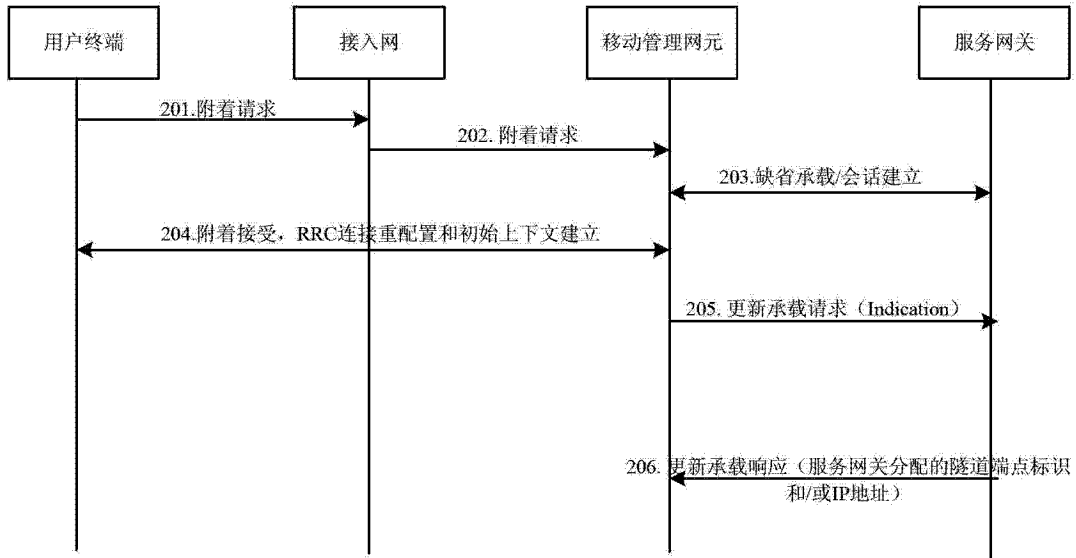 用户终端
接入网
移动管理网元
服务网关
201.附着请求
202. 附着请求
203.缺省承载/会话建立
204.附着接受，RRC连接重配置和初始上下文建立
205. 更新承载请求（Indication）
206. 更新承载响应（服务网关分配的隧道端点标识
和/或IP地址）